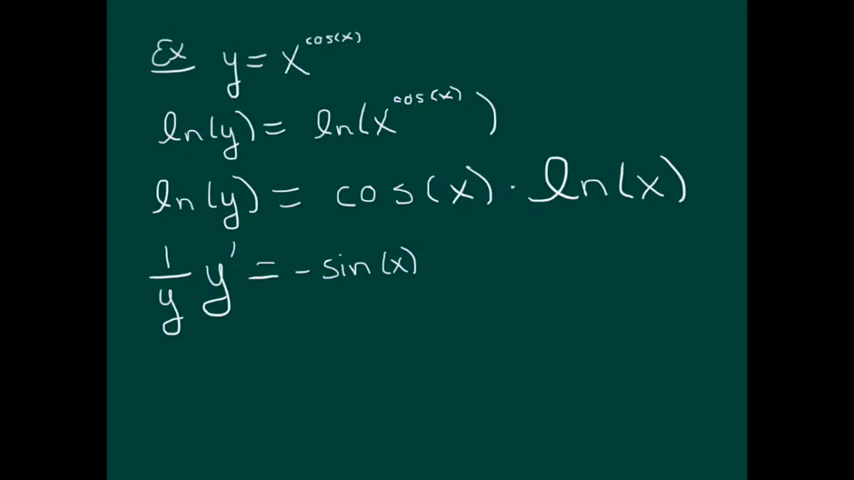 Ex y = x^cos(x)
ln(y) = ln(x^cos(x))
ln(y) = cos(x) · ln(x)
1/y y' = - sin(x)